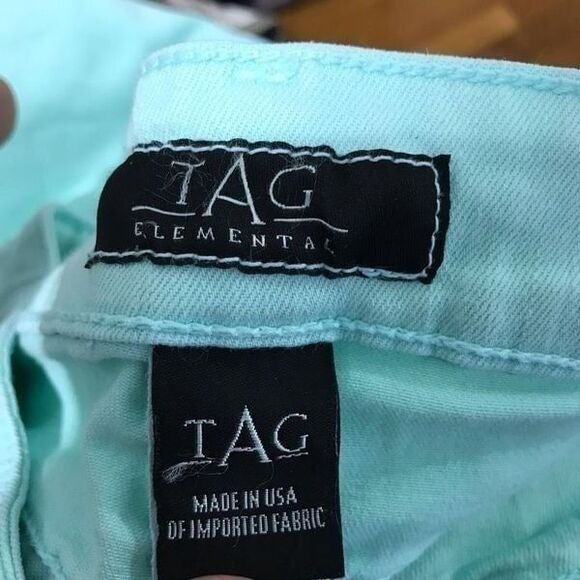 TAG
ELEMENTAL
TAG
MADE IN USA
OF IMPORTED FABRIC